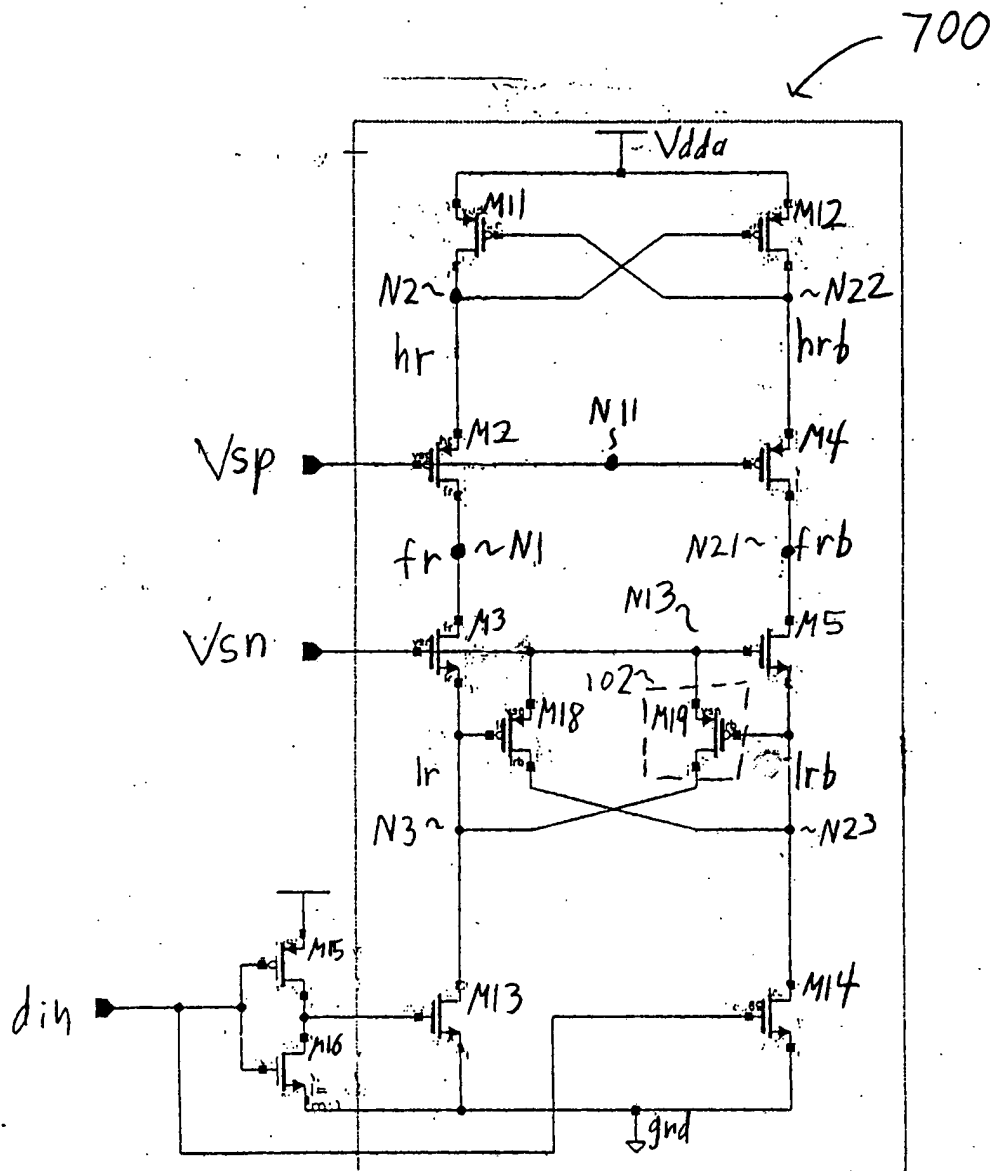 700
Vdda
M11
M12
N2~
~N22
hr
hrb
N11
Vsp
M2
M4
fr
~N1
N21~
frb
N13
Vsn
M3
M5
102~
M18
M19
lr
lrb
N3~
~N23
M15
din
M13
M14
M16
gnd